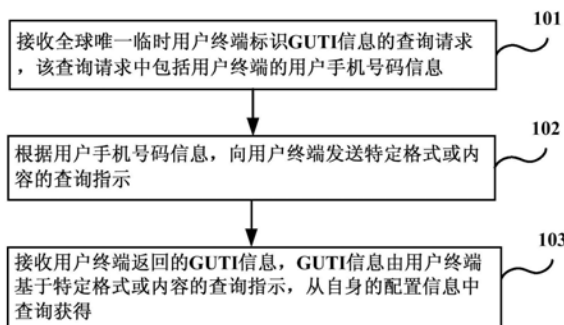 101
接收全球唯一临时用户终端标识GUTI信息的查询请求
，该查询请求中包括用户终端的用户手机号码信息
102
根据用户手机号码信息，向用户终端发送特定格式或内
容的查询指示
103
接收用户终端返回的GUTI信息，GUTI信息由用户终端
基于特定格式或内容的查询指示，从自身的配置信息中
查询获得